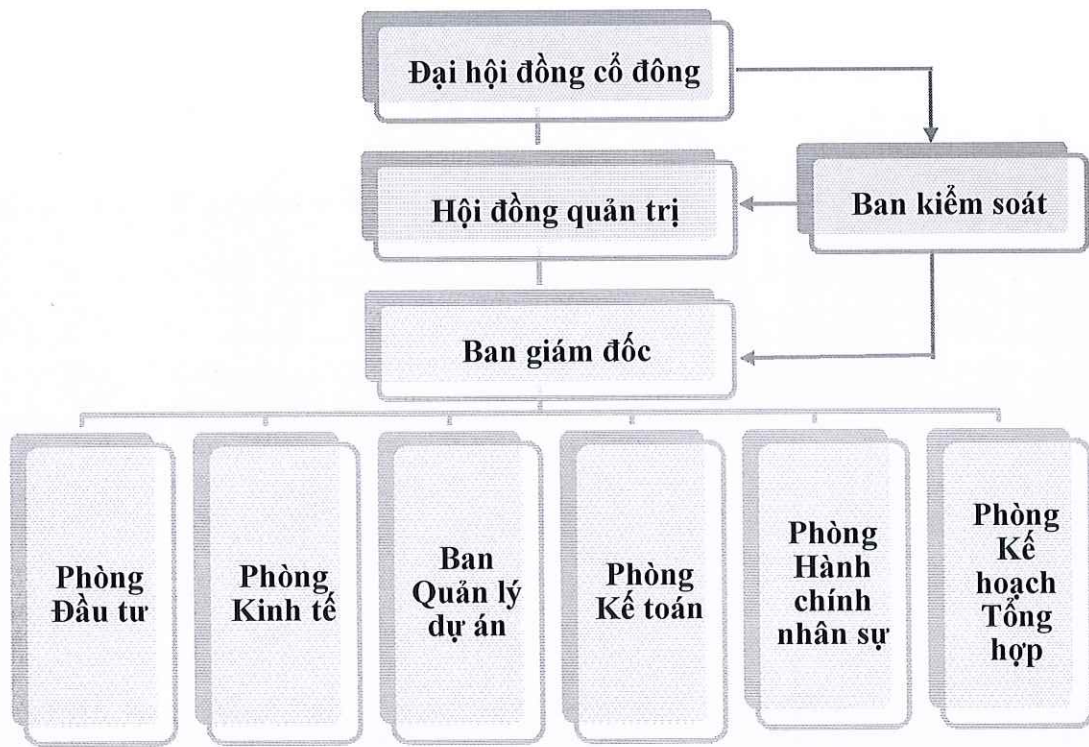 Đại hội đồng cổ đông
Hội đồng quản trị
Ban kiểm soát
Ban giám đốc
Phòng
Đầu tư
Phòng
Kinh tế
Ban
Quản lý
dự án
Phòng
Kế toán
Phòng
Hành
chính
nhân sự
Phòng
Kế
hoạch
Tổng
hợp